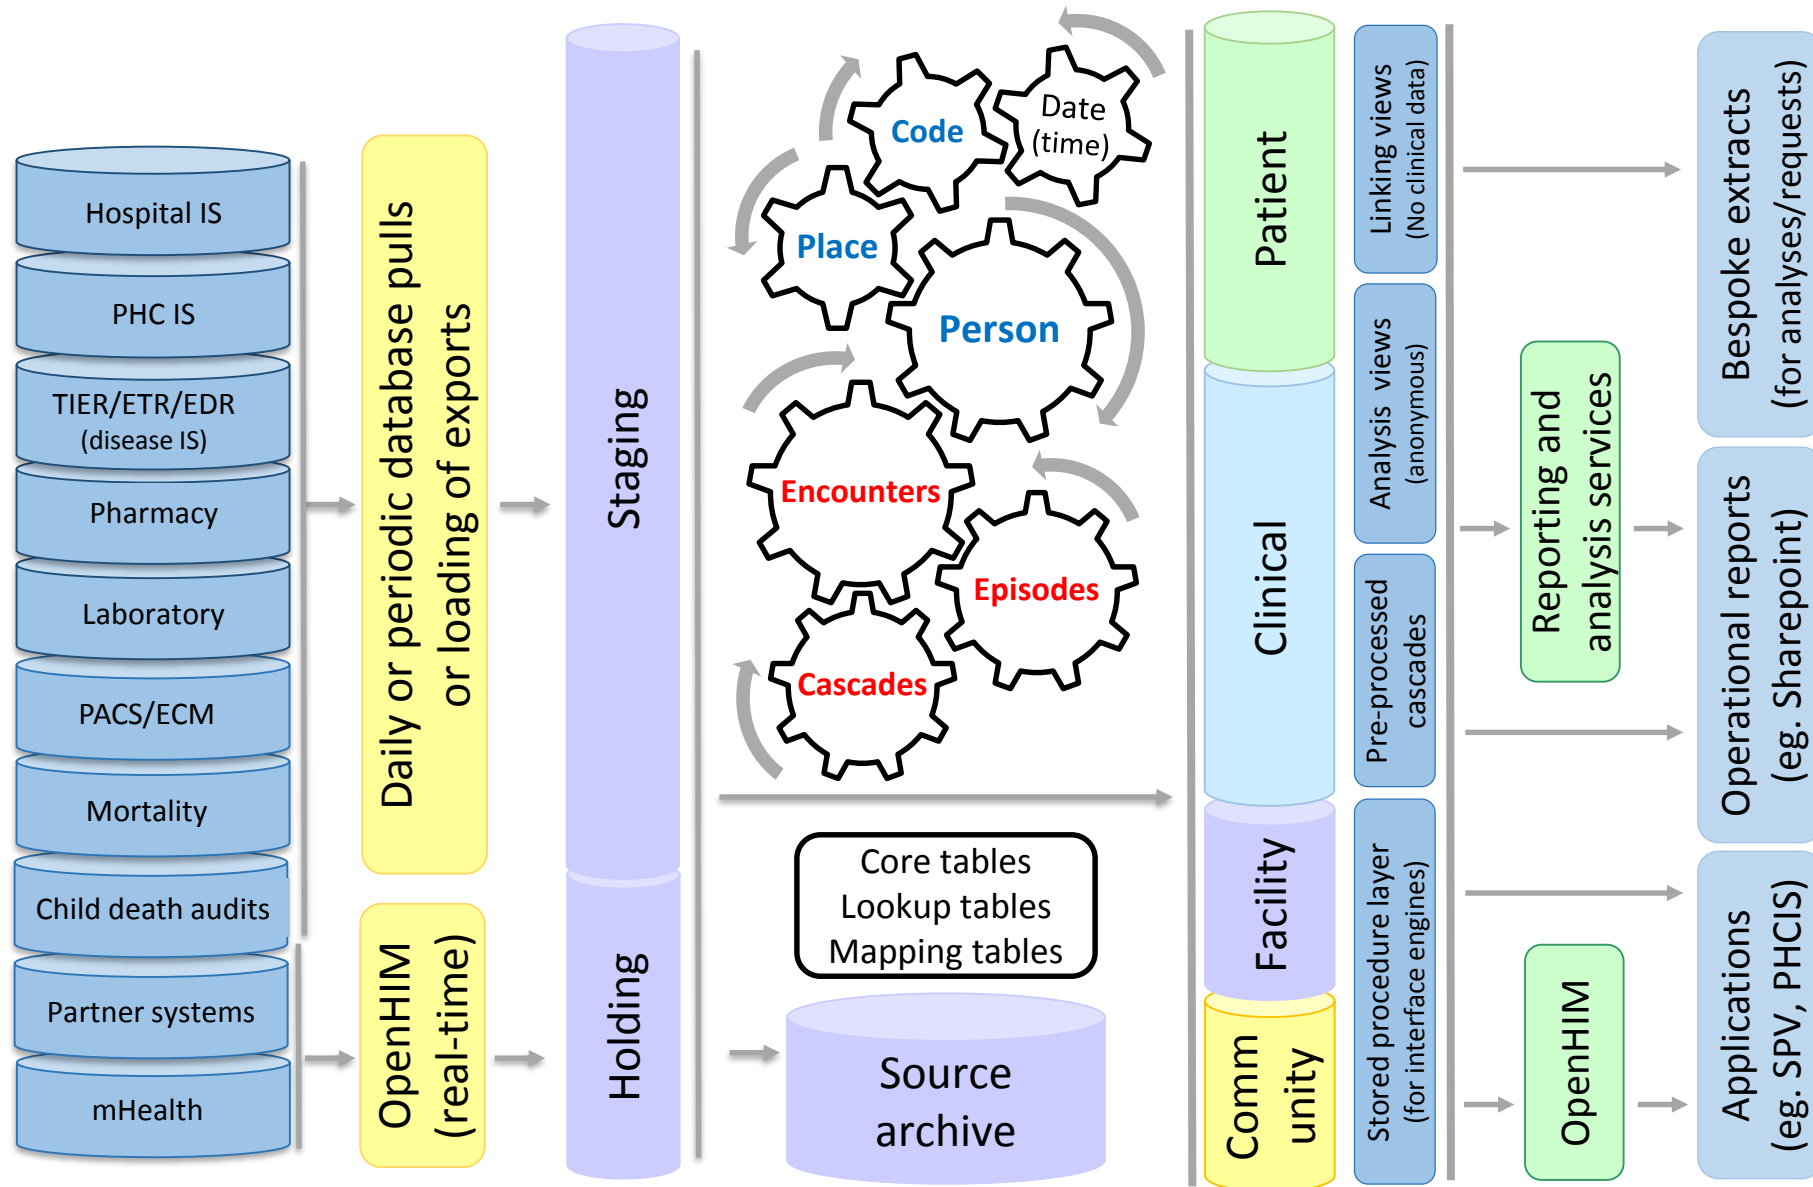 Hospital IS
PHC IS
TIER/ETR/EDR
(disease IS)
Pharmacy
Laboratory
PACS/ECM
Mortality
Child death audits
Partner systems
mHealth
Daily or periodic database pulls
or loading of exports
OpenHIM
(real-time)
Staging
Holding
Code
Date
(time)
Place
Person
Encounters
Episodes
Cascades
Core tables
Lookup tables
Mapping tables
Source
archive
Patient
Clinical
Facility
Comm
unity
Linking views
(No clinical data)
Analysis views
(anonymous)
Pre-processed
cascades
Stored procedure layer
(for interface engines)
Reporting and
analysis services
OpenHIM
Bespoke extracts
(for analyses/requests)
Operational reports
(eg. Sharepoint)
Applications
(eg. SPV, PHCIS)